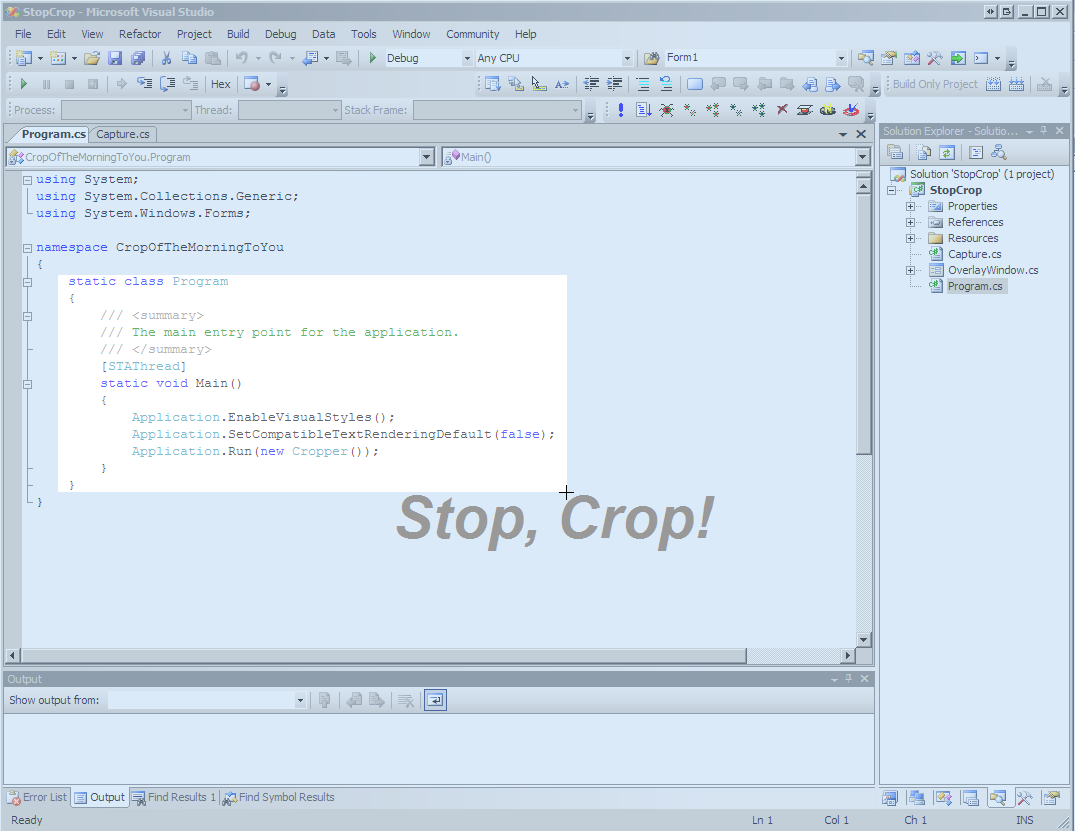 StopCrop - Microsoft Visual Studio
File Edit View Refactor Project Build Debug Data Tools Window Community Help
Debug Any CPU Form1
Hex Build Only Project
Process: Thread: Stack Frame:
Program.cs Capture.cs
CropOfTheMorningToYou.Program Main()
using System;
using System.Collections.Generic;
using System.Windows.Forms;
namespace CropOfTheMorningToYou
{
static class Program
{
/// <summary>
/// The main entry point for the application.
/// </summary>
[STAThread]
static void Main()
{
Application.EnableVisualStyles();
Application.SetCompatibleTextRenderingDefault(false);
Application.Run(new Cropper());
}
}
}
Stop, Crop!
Solution Explorer - Solutio...
Solution 'StopCrop' (1 project)
StopCrop
Properties
References
Resources
Capture.cs
OverlayWindow.cs
Program.cs
Output
Show output from:
Error List Output Find Results 1 Find Symbol Results
Ready Ln 1 Col 1 Ch 1 INS